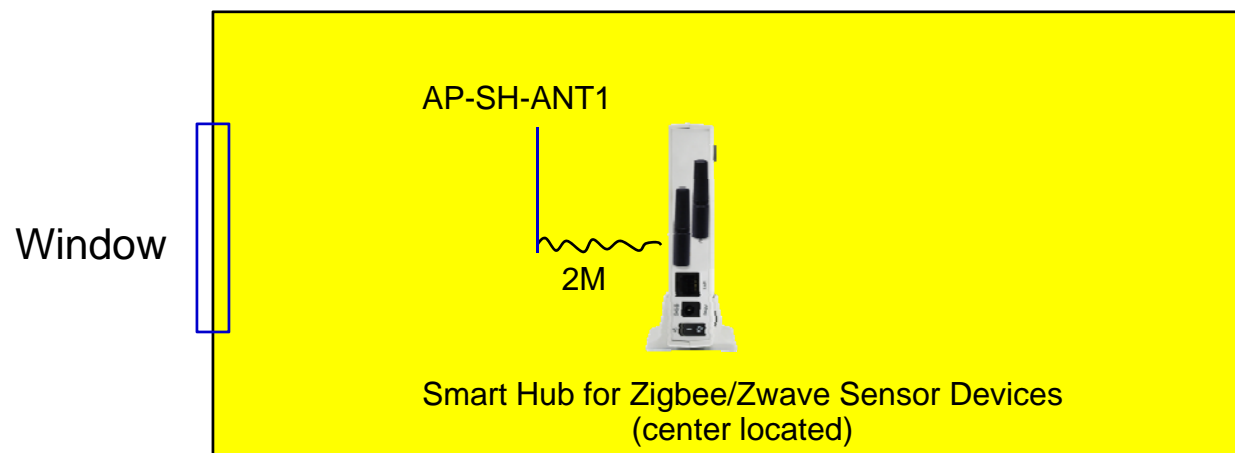 AP-SH-ANT1
Window
2M
Smart Hub for Zigbee/Zwave Sensor Devices
(center located)